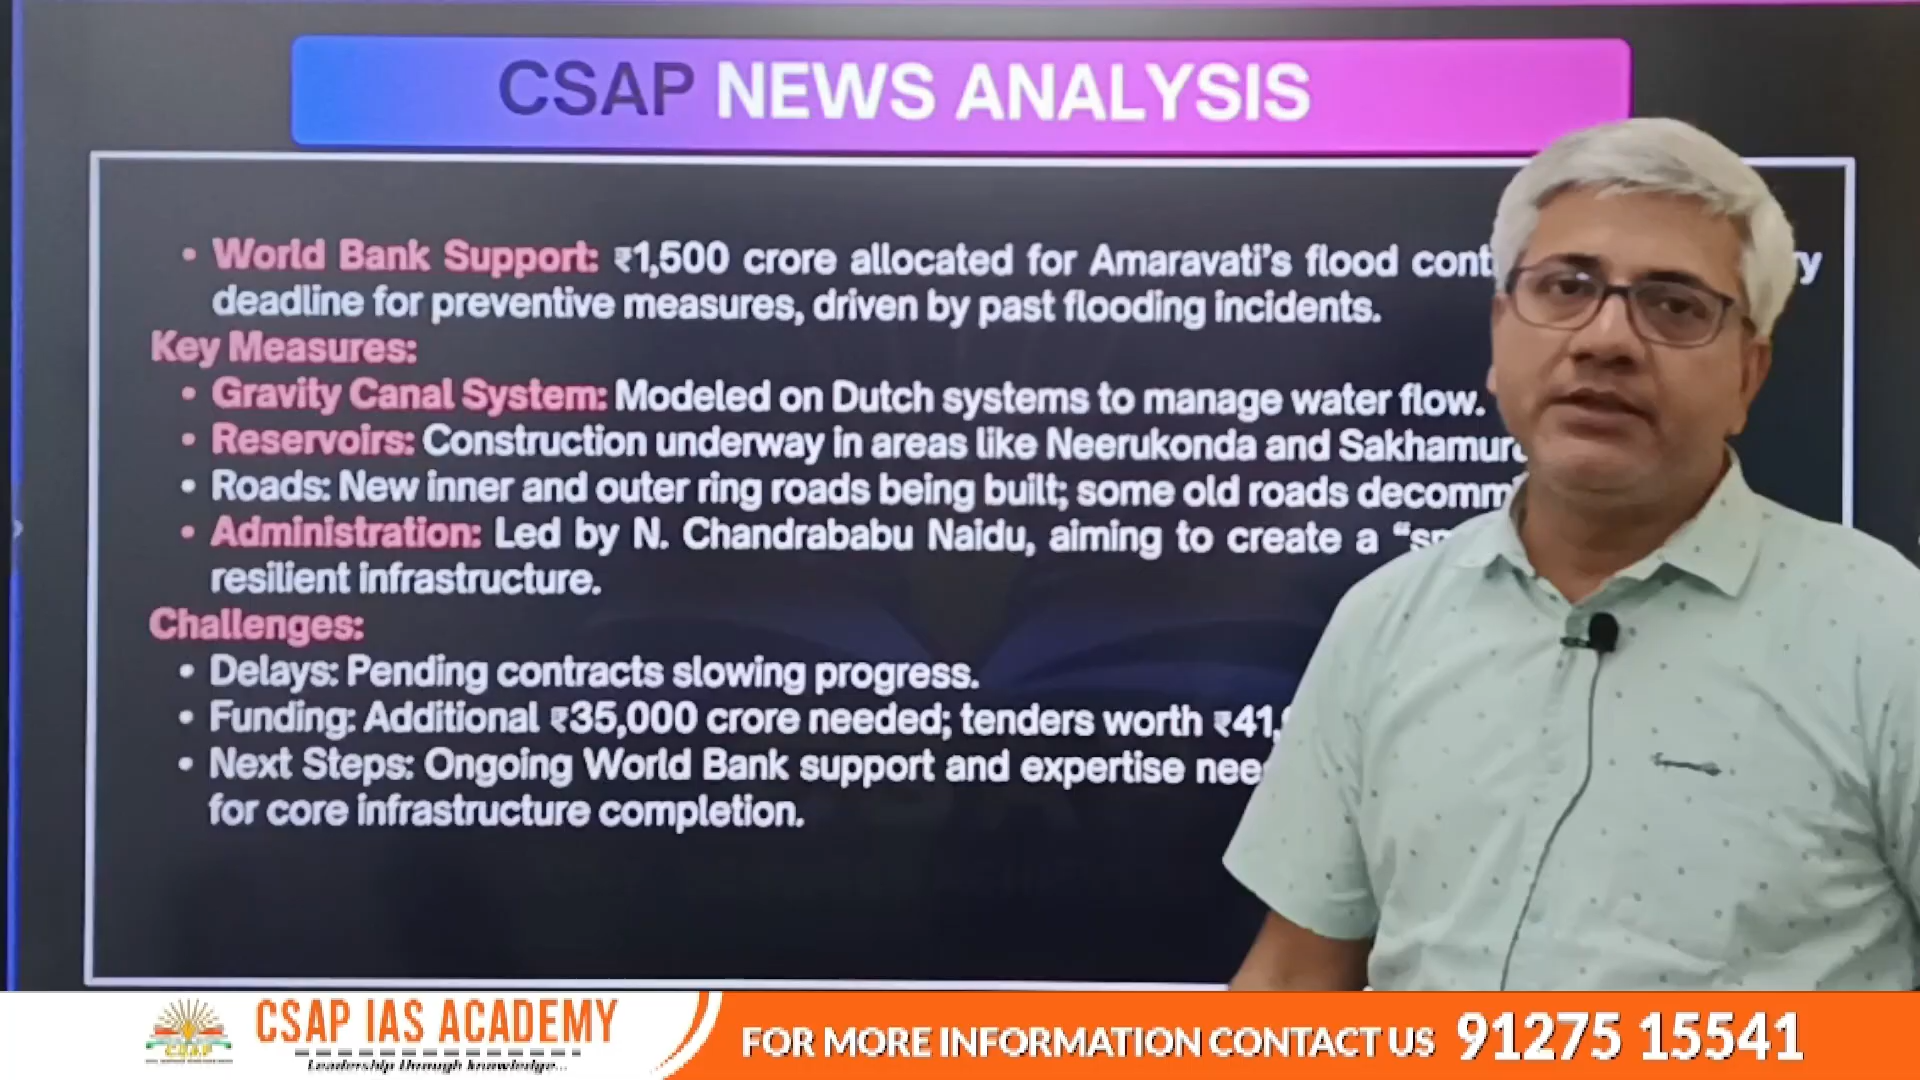 CSAP NEWS ANALYSIS
• World Bank Support: ₹1,500 crore allocated for Amaravati's flood
deadline for preventive measures, driven by past flooding incidents.
Key Measures:
• Gravity Canal System: Modeled on Dutch systems to manage water flow.
• Reservoirs: Construction underway in areas like Neerukonda and
• Roads: New inner and outer ring roads being built; some old roads
• Administration: Led by N. Chandrababu Naidu, aiming to create a
resilient infrastructure.
Challenges:
• Delays: Pending contracts slowing progress.
• Funding: Additional ₹35,000 crore needed; tenders worth
• Next Steps: Ongoing World Bank support and expertise
for core infrastructure completion.
CSAP IAS ACADEMY
Leadership through knowledge...
FOR MORE INFORMATION CONTACT US 91275 15541